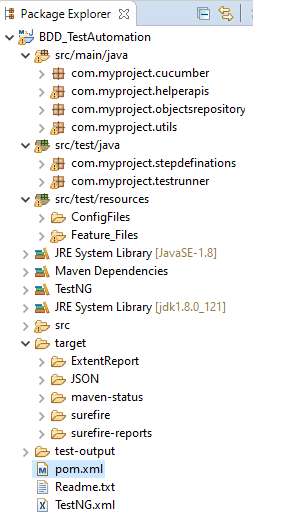 Package Explorer
BDD_TestAutomation
src/main/java
com.myproject.cucumber
com.myproject.helperapis
com.myproject.objectsrepository
com.myproject.utils
src/test/java
com.myproject.stepdefinations
com.myproject.testrunner
src/test/resources
ConfigFiles
Feature_Files
JRE System Library [JavaSE-1.8]
Maven Dependencies
TestNG
JRE System Library [jdk1.8.0_121]
src
target
ExtentReport
JSON
maven-status
surefire
surefire-reports
test-output
pom.xml
Readme.txt
TestNG.xml